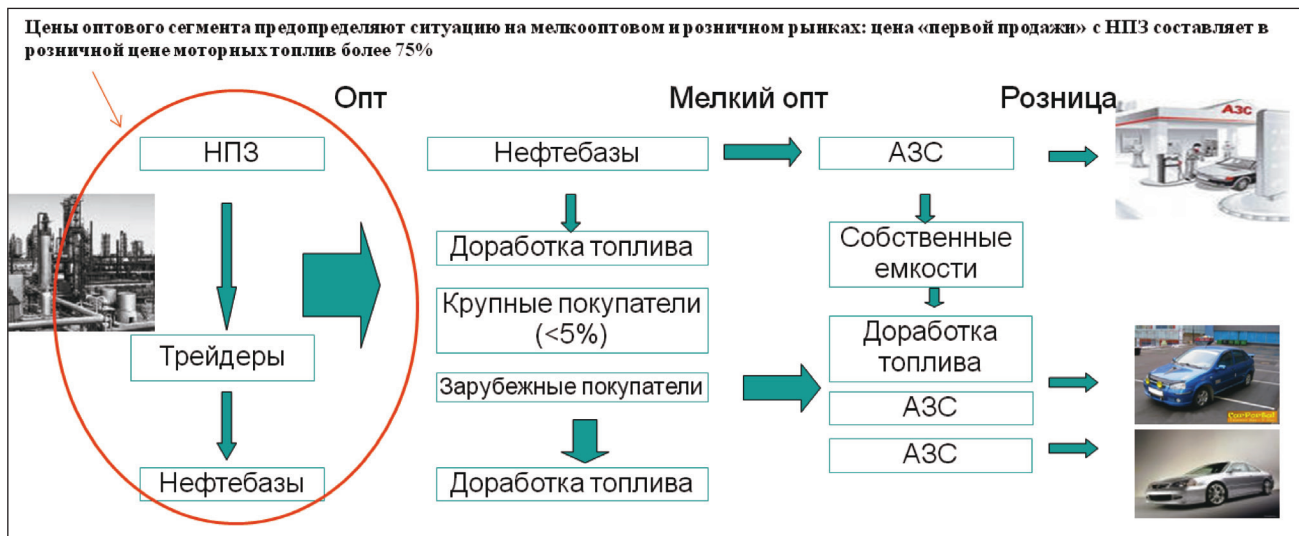 Цены оптового сегмента предопределяют ситуацию на мелкооптовом и розничном рынках: цена «первой продажи» с НПЗ составляет в
розничной цене моторных топлив более 75%
Опт
Мелкий опт
Розница
НПЗ
Нефтебазы
АЗС
АЗС
Доработка топлива
Собственные
емкости
Крупные покупатели
(<5%)
Трейдеры
Доработка
топлива
Зарубежные покупатели
АЗС
АЗС
Нефтебазы
Доработка топлива